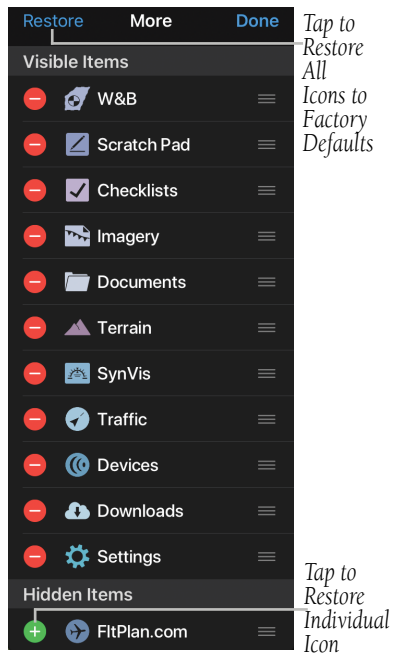 Restore More Done
Visible Items
W&B
Scratch Pad
Checklists
Imagery
Documents
Terrain
SynVis
Traffic
Devices
Downloads
Settings
Hidden Items
FltPlan.com
Tap to
Restore
All
Icons to
Factory
Defaults
Tap to
Restore
Individual
Icon